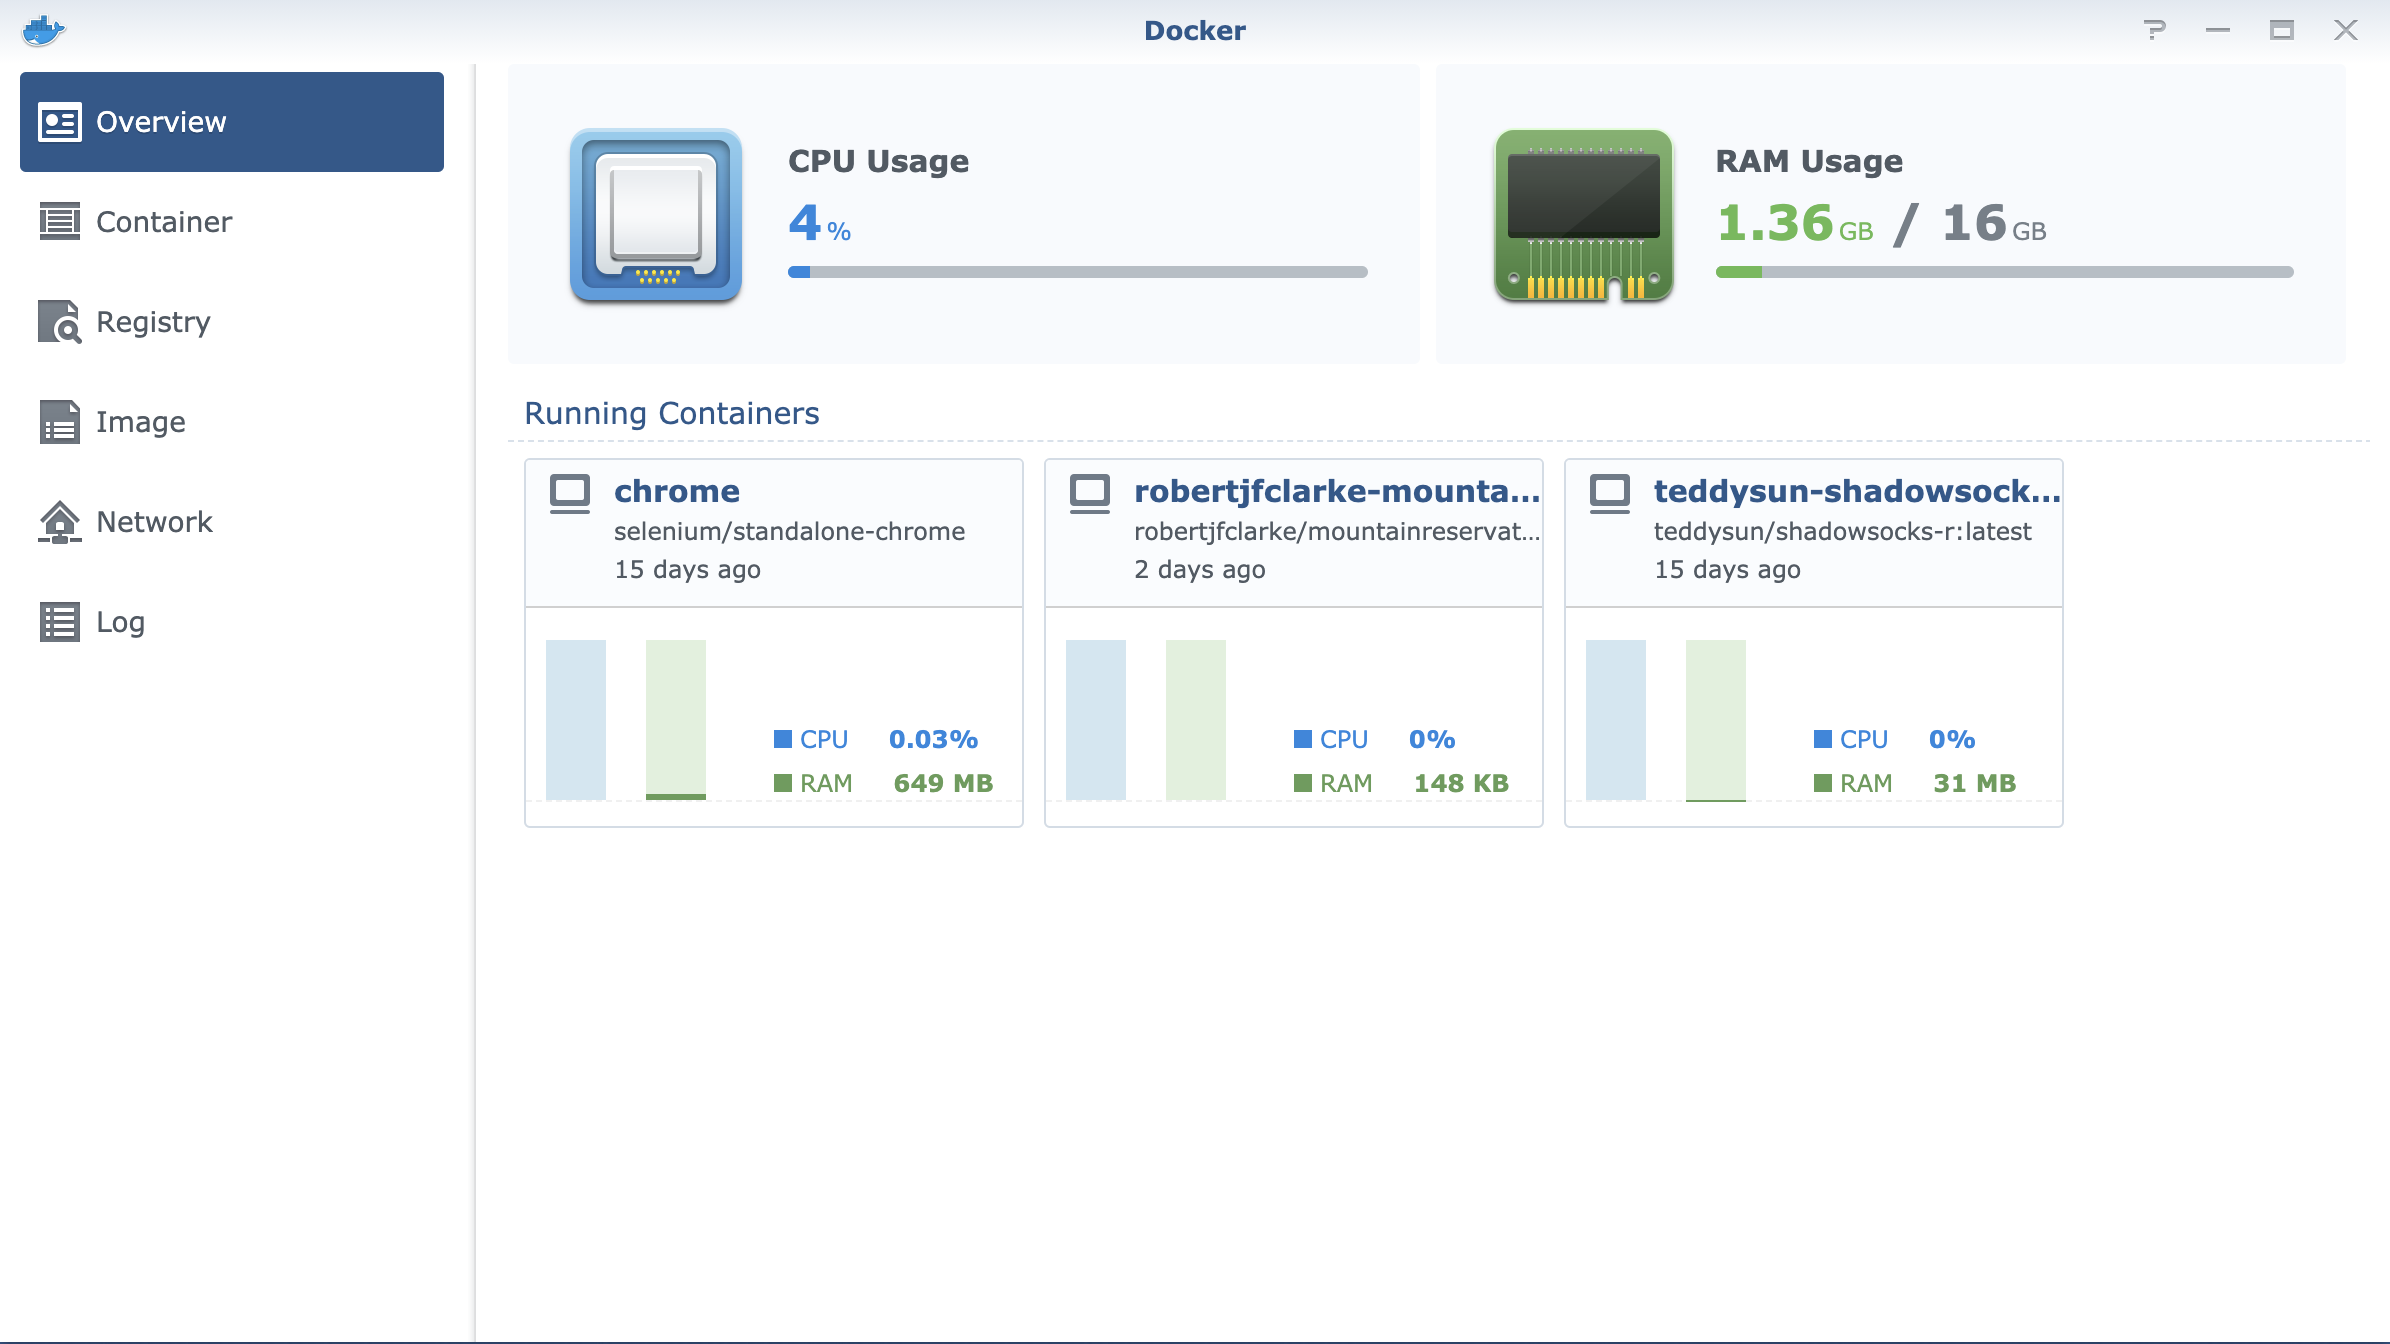 Docker
Overview
Container
Registry
Image
Network
Log
CPU Usage
4 %
RAM Usage
1.36 GB / 16 GB
Running Containers
chrome
selenium/standalone-chrome
15 days ago
CPU 0.03%
RAM 649 MB
robertjfclarke-mounta...
robertjfclarke/mountainreservat...
2 days ago
CPU 0%
RAM 148 KB
teddysun-shadowsock...
teddysun/shadowsocks-r:latest
15 days ago
CPU 0%
RAM 31 MB